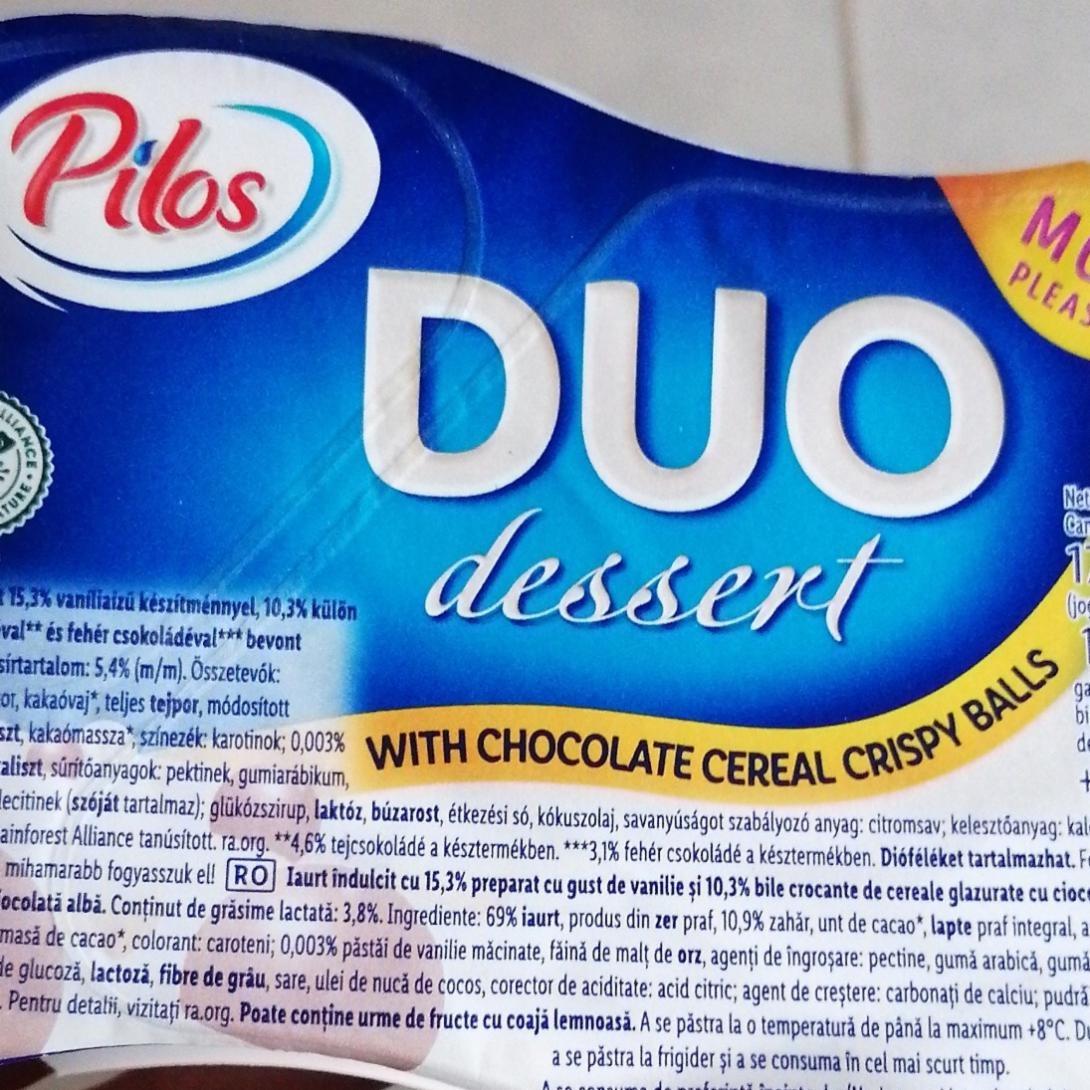 Pilos
DUO
dessert
WITH CHOCOLATE CEREAL CRISPY BALLS
PLEAS
15,3% vaníliaízű készítménnyel, 10,3% külön
val** és fehér csokoládéval*** bevont
sírtartalom: 5,4% (m/m). Összetevők:
or, kakaóvaj*, teljes tejpor, módosított
szt, kakaómassza*, színezék: karotinok; 0,003%
aliszt, sűrítőanyagok: pektinek, gumiarábikum,
lecitinek (szóját tartalmaz); glükózszirup, laktóz, búzarost, étkezési só, kókuszolaj, savanyúságot szabályozó anyag: citromsav; kelesztőanyag: kal
ainforest Alliance tanúsított. ra.org. **4,6% tejcsokoládé a késztermékben. ***3,1% fehér csokoládé a késztermékben. Dióféléket tartalmazhat.
mihamarabb fogyasszuk el! RO Iaurt îndulcit cu 15,3% preparat cu gust de vanilie și 10,3% bile crocante de cereale glazurate cu cioc
ocolată albă. Conținut de grăsime lactată: 3,8%. Ingrediente: 69% iaurt, produs din zer praf, 10,9% zahăr, unt de cacao*, lapte praf integral, a
masă de cacao*, colorant: caroteni; 0,003% păstăi de vanilie măcinate, făină de malț de orz, agenți de îngroșare: pectine, gumă arabică, gumă
de glucoză, lactoză, fibre de grâu, sare, ulei de nucă de cocos, corector de aciditate: acid citric; agent de creștere: carbonați de calciu; pudră
. Pentru detalii, vizitați ra.org. Poate conține urme de fructe cu coajă lemnoasă. A se păstra la o temperatură de până la maximum +8°C.
a se păstra la frigider și a se consuma în cel mai scurt timp.